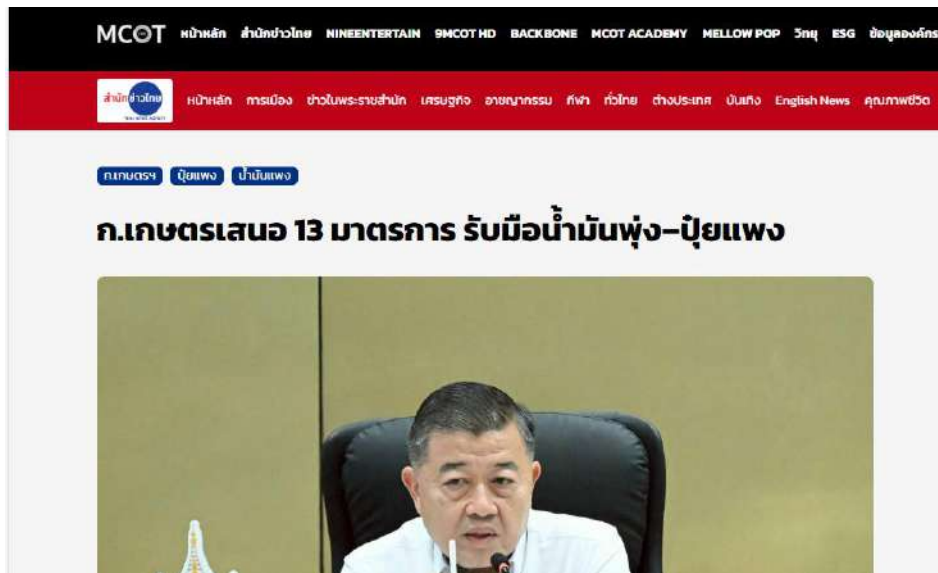 MCOT หน้าหลัก สำนักข่าวไทย NINEENTERTAIN 9MCOT HD BACKBONE MCOT ACADEMY MELLOW POP วิทยุ ESG ข้อมูลองค์กร
สำนักข่าวไทย หน้าหลัก การเมือง ข่าวในพระราชสำนัก เศรษฐกิจ อาชญากรรม กีฬา ทั่วไทย ต่างประเทศ บันเทิง English News คุณภาพชีวิต
ก.เกษตรฯ ปุ๋ยแพง น้ำมันแพง
ก.เกษตรเสนอ 13 มาตรการ รับมือน้ำมันพุ่ง–ปุ๋ยแพง